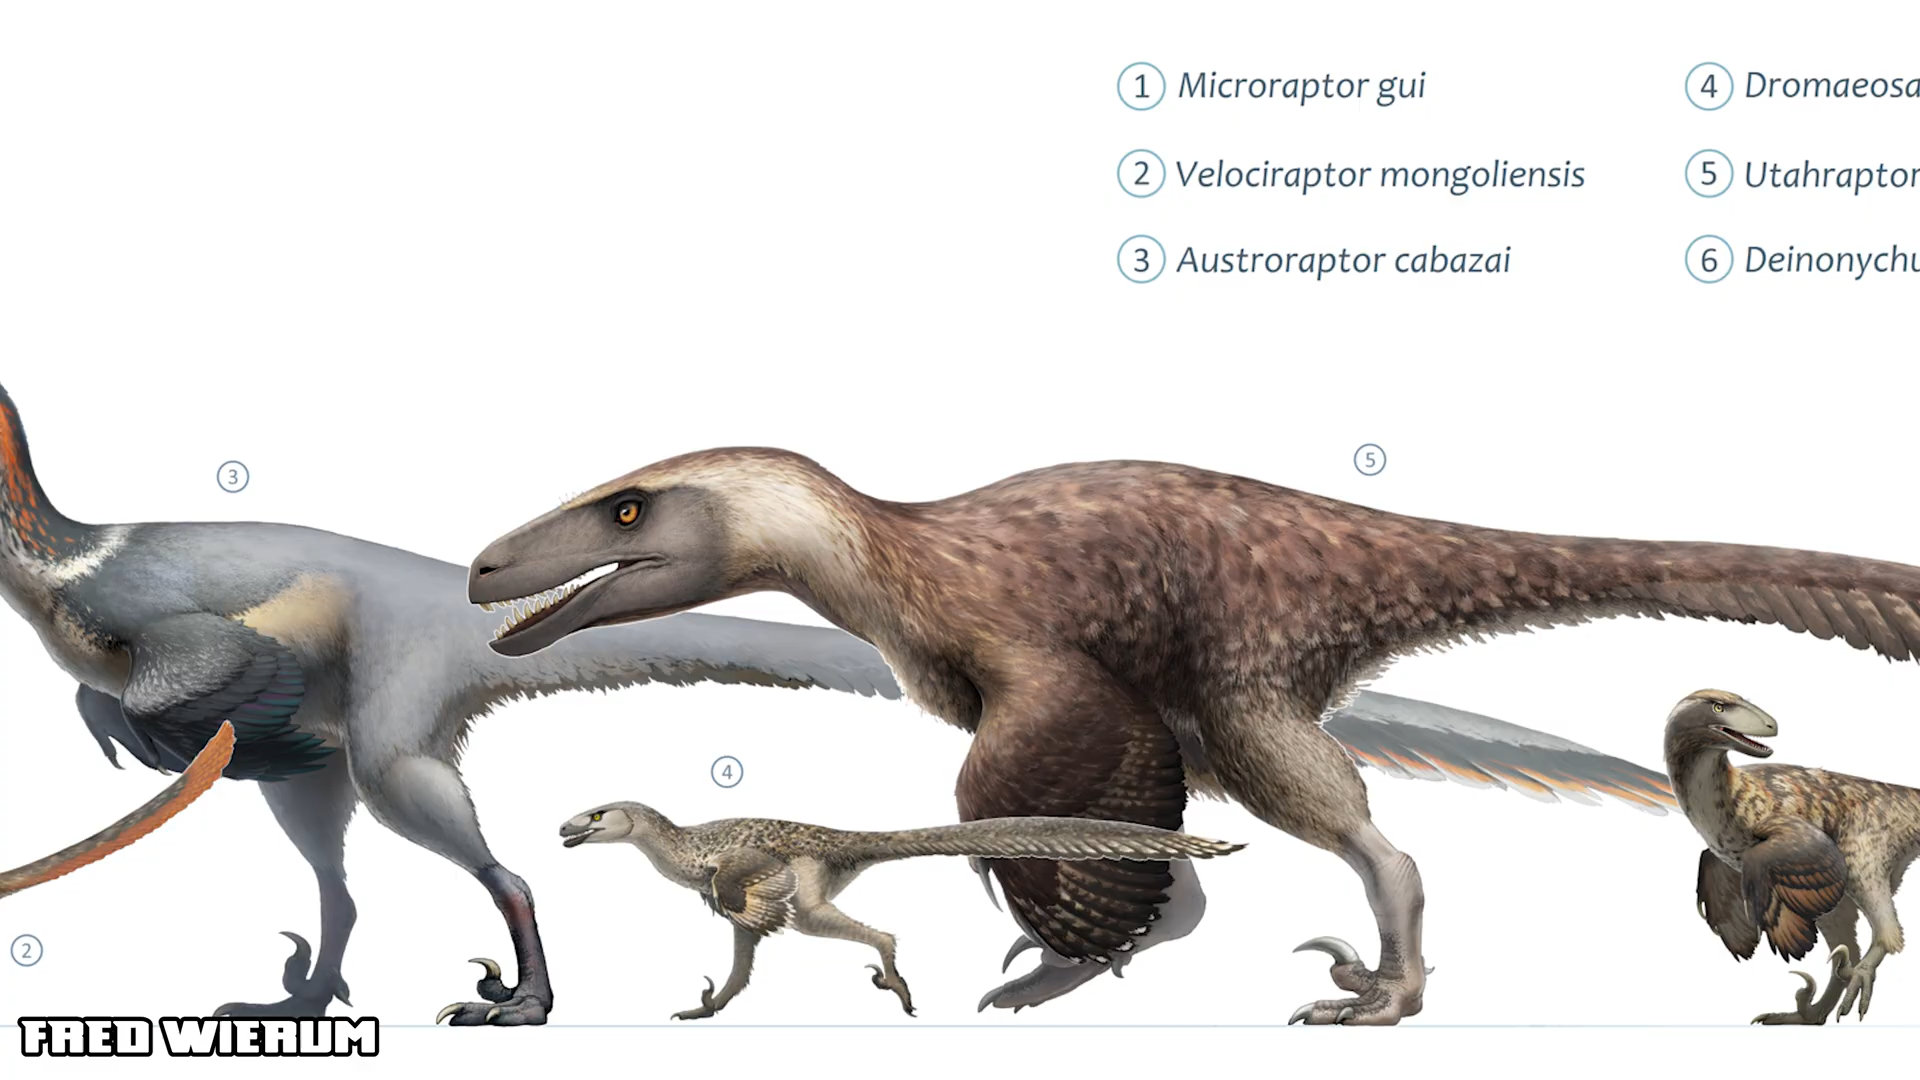 1 Microraptor gui
2 Velociraptor mongoliensis
3 Austroraptor cabazai
4 Dromaeosa
5 Utahraptor
6 Deinonychu
3
5
4
2
FRED WIERUM